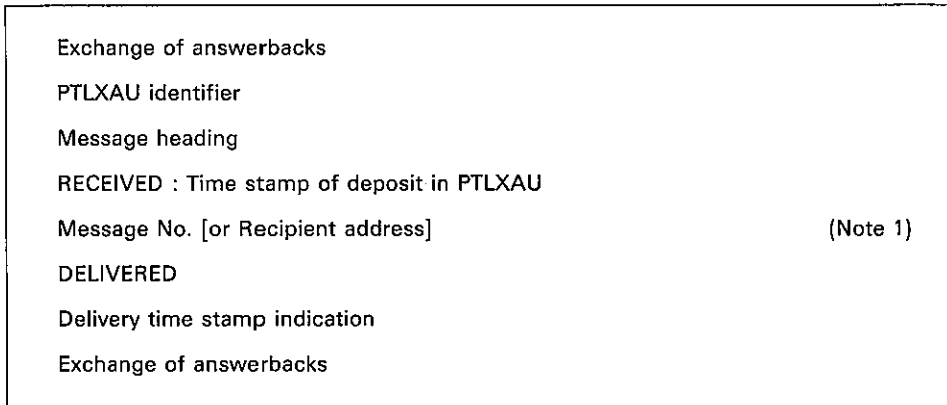 Exchange of answerbacks
PTLXAU identifier
Message heading
RECEIVED : Time stamp of deposit in PTLXAU
Message No. [or Recipient address] (Note 1)
DELIVERED
Delivery time stamp indication
Exchange of answerbacks